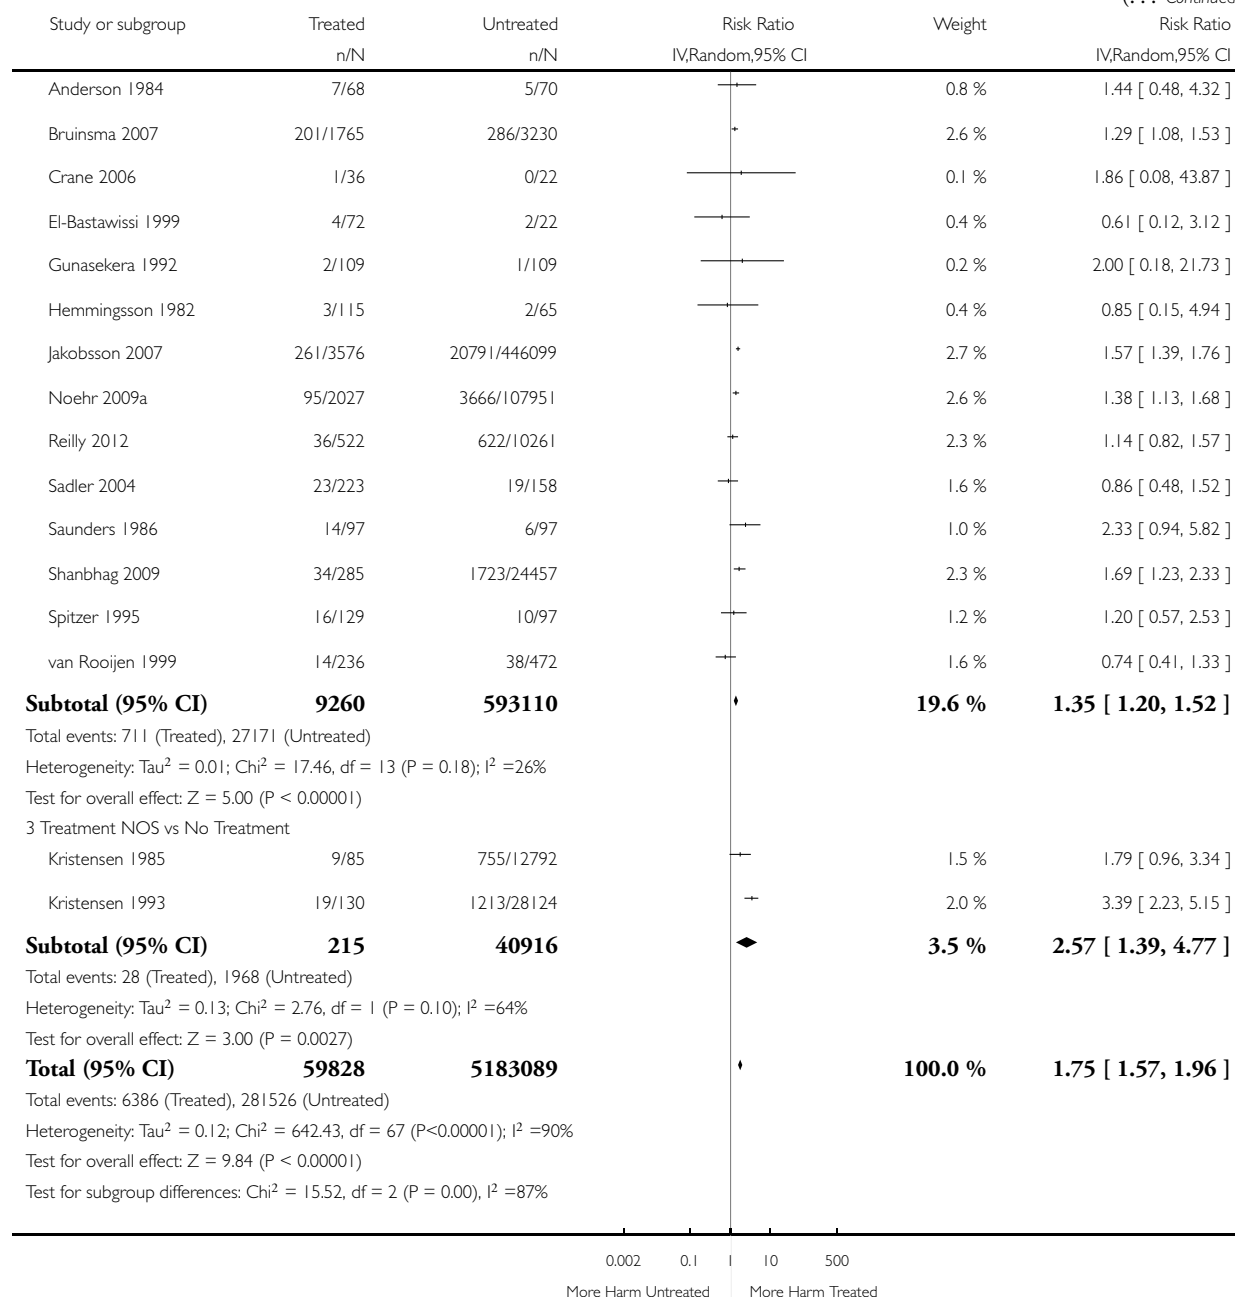 (. . . Continued
Study or subgroup Treated Untreated Risk Ratio Weight Risk Ratio
n/N n/N IV,Random,95% CI IV,Random,95% CI
Anderson 1984 7/68 5/70 0.8 % 1.44 [ 0.48, 4.32 ]
Bruinsma 2007 201/1765 286/3230 2.6 % 1.29 [ 1.08, 1.53 ]
Crane 2006 1/36 0/22 0.1 % 1.86 [ 0.08, 43.87 ]
El-Bastawissi 1999 4/72 2/22 0.4 % 0.61 [ 0.12, 3.12 ]
Gunasekera 1992 2/109 1/109 0.2 % 2.00 [ 0.18, 21.73 ]
Hemmingsson 1982 3/115 2/65 0.4 % 0.85 [ 0.15, 4.94 ]
Jakobsson 2007 261/3576 20791/446099 2.7 % 1.57 [ 1.39, 1.76 ]
Noehr 2009a 95/2027 3666/107951 2.6 % 1.38 [ 1.13, 1.68 ]
Reilly 2012 36/522 622/10261 2.3 % 1.14 [ 0.82, 1.57 ]
Sadler 2004 23/223 19/158 1.6 % 0.86 [ 0.48, 1.52 ]
Saunders 1986 14/97 6/97 1.0 % 2.33 [ 0.94, 5.82 ]
Shanbhag 2009 34/285 1723/24457 2.3 % 1.69 [ 1.23, 2.33 ]
Spitzer 1995 16/129 10/97 1.2 % 1.20 [ 0.57, 2.53 ]
van Rooijen 1999 14/236 38/472 1.6 % 0.74 [ 0.41, 1.33 ]
Subtotal (95% CI) 9260 593110 19.6 % 1.35 [ 1.20, 1.52 ]
Total events: 711 (Treated), 27171 (Untreated)
Heterogeneity: Tau² = 0.01; Chi² = 17.46, df = 13 (P = 0.18); I² =26%
Test for overall effect: Z = 5.00 (P < 0.00001)
3 Treatment NOS vs No Treatment
Kristensen 1985 9/85 755/12792 1.5 % 1.79 [ 0.96, 3.34 ]
Kristensen 1993 19/130 1213/28124 2.0 % 3.39 [ 2.23, 5.15 ]
Subtotal (95% CI) 215 40916 3.5 % 2.57 [ 1.39, 4.77 ]
Total events: 28 (Treated), 1968 (Untreated)
Heterogeneity: Tau² = 0.13; Chi² = 2.76, df = 1 (P = 0.10); I² =64%
Test for overall effect: Z = 3.00 (P = 0.0027)
Total (95% CI) 59828 5183089 100.0 % 1.75 [ 1.57, 1.96 ]
Total events: 6386 (Treated), 281526 (Untreated)
Heterogeneity: Tau² = 0.12; Chi² = 642.43, df = 67 (P<0.00001); I² =90%
Test for overall effect: Z = 9.84 (P < 0.00001)
Test for subgroup differences: Chi² = 15.52, df = 2 (P = 0.00), I² =87%
0.002 0.1 1 10 500
More Harm Untreated More Harm Treated